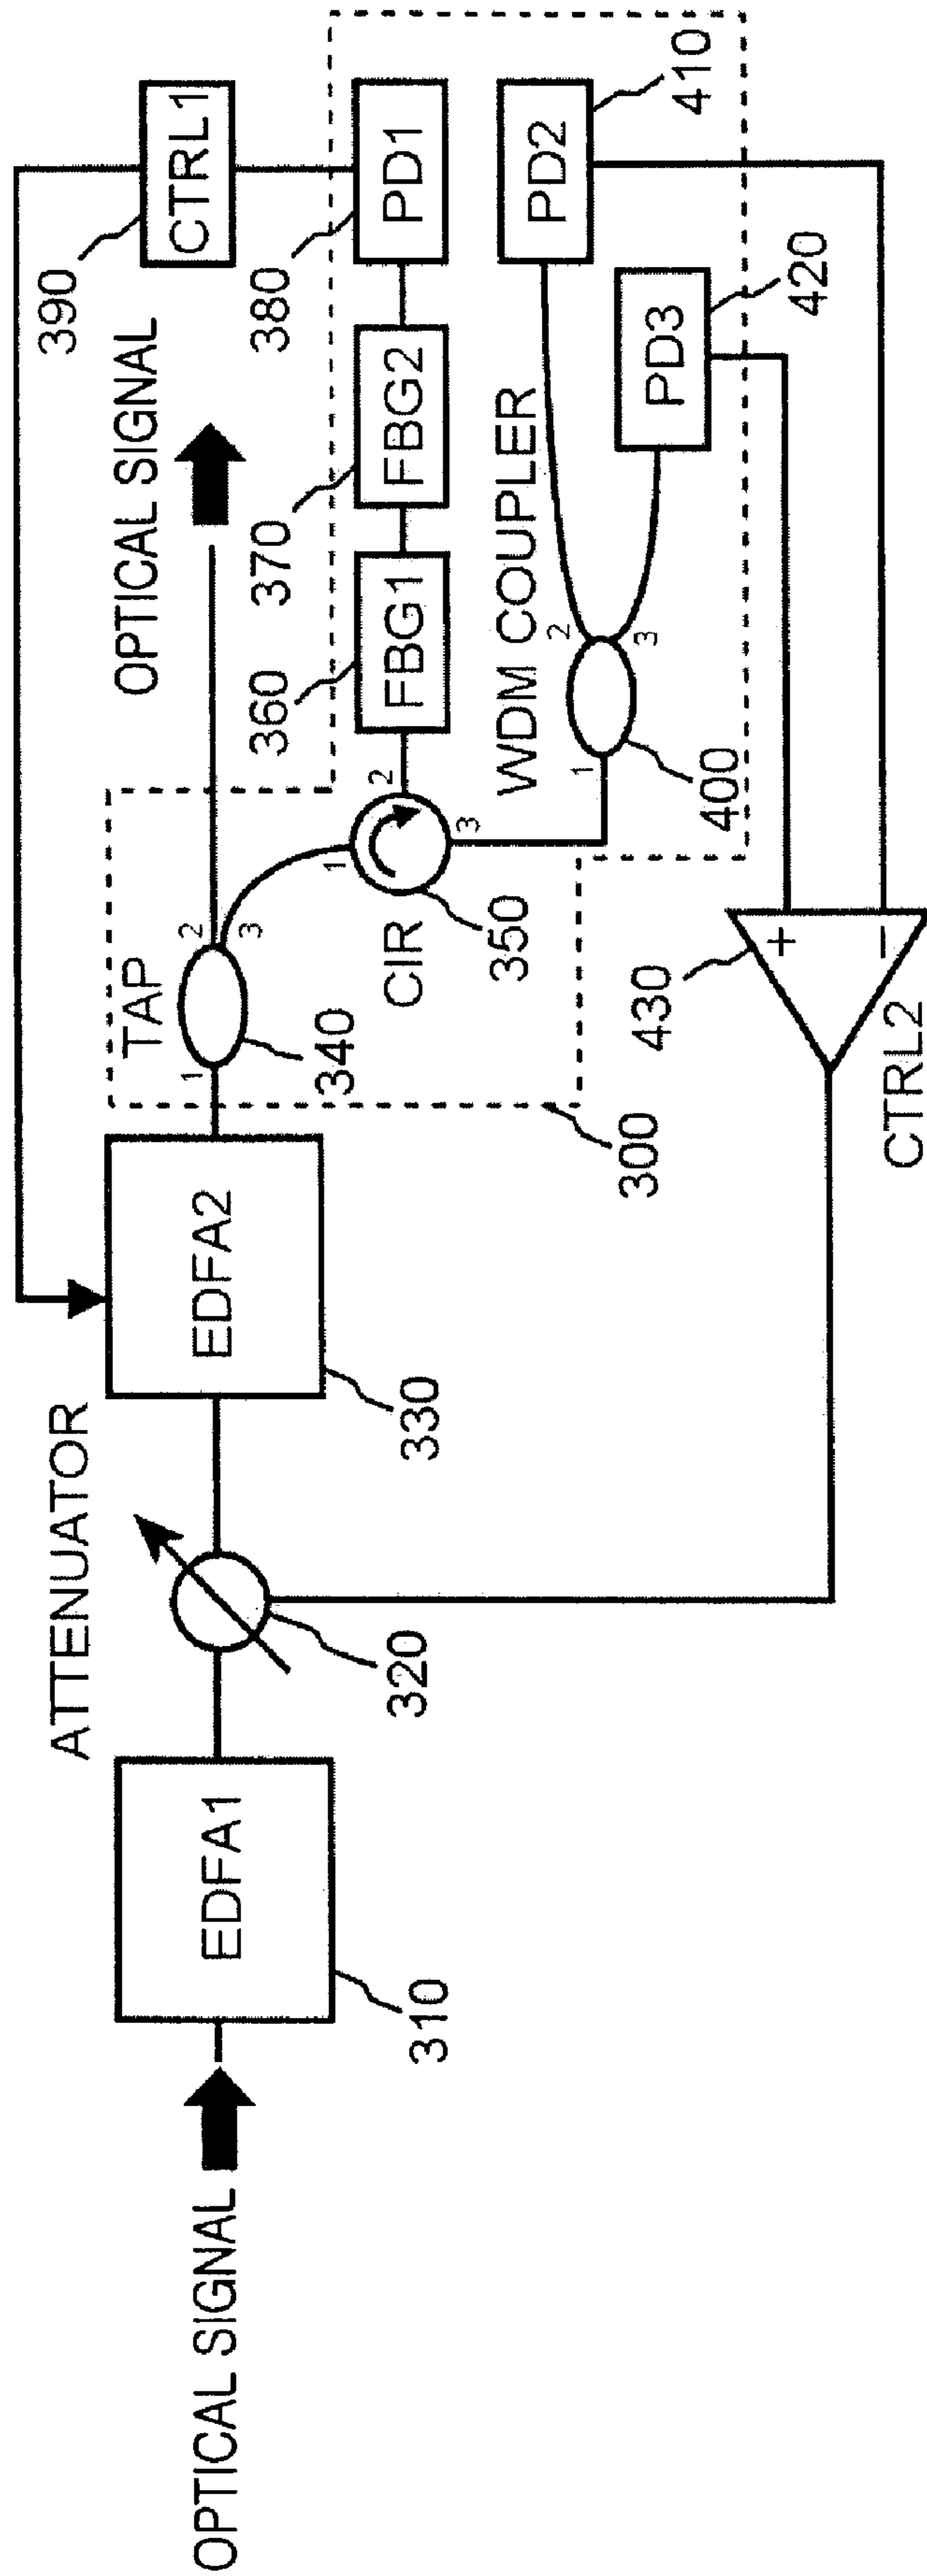 OPTICAL SIGNAL
EDFA1
310
ATTENUATOR
320
EDFA2
330
TAP
1
2
3
340
300
OPTICAL SIGNAL
CIR
1
2
3
350
FBG1
360
FBG2
370
PD1
380
CTRL1
390
WDM COUPLER
1
2
3
400
PD2
410
PD3
420
+
−
430
CTRL2